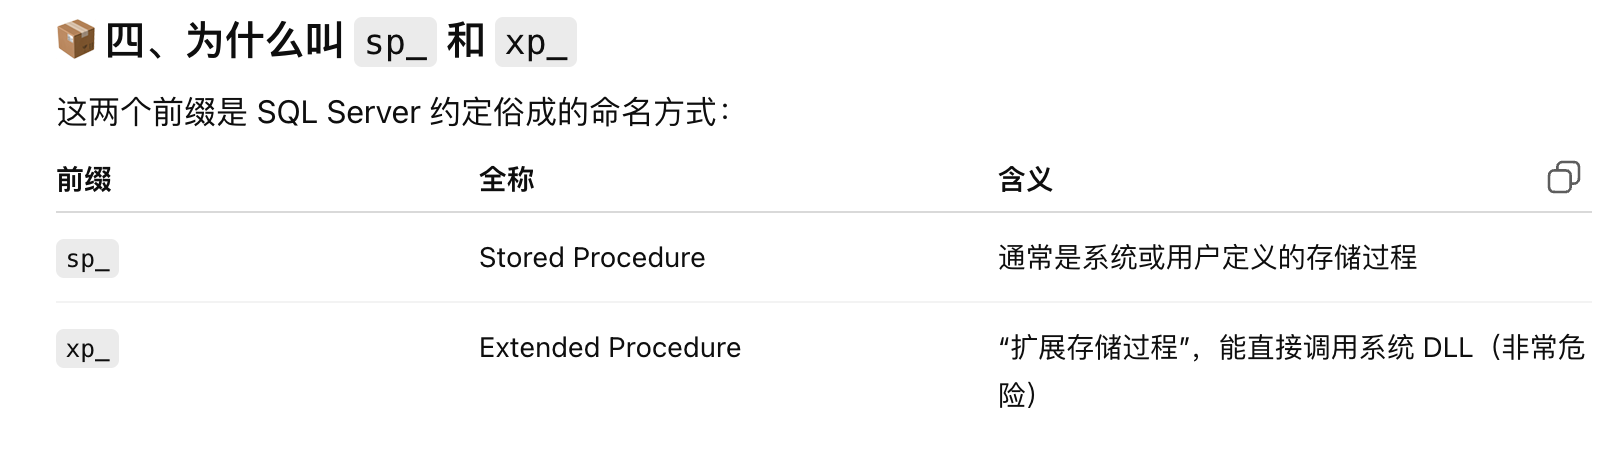 📦 四、为什么叫 sp_ 和 xp_
这两个前缀是 SQL Server 约定俗成的命名方式：
前缀 全称 含义
sp_ Stored Procedure 通常是系统或用户定义的存储过程
xp_ Extended Procedure “扩展存储过程”，能直接调用系统 DLL（非常危
险）